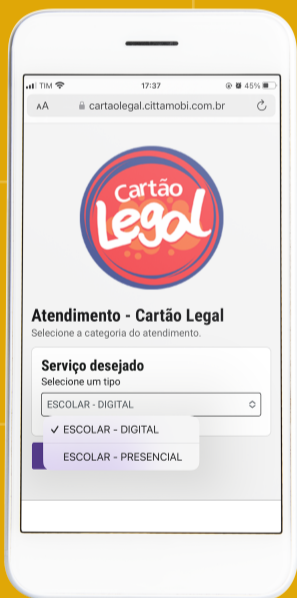 TIM 17:37 45%
AA cartaolegal.cittamobi.com.br
Cartão
Legal
Atendimento - Cartão Legal
Selecione a categoria do atendimento.
Serviço desejado
Selecione um tipo
ESCOLAR - DIGITAL
✓ ESCOLAR - DIGITAL
ESCOLAR - PRESENCIAL